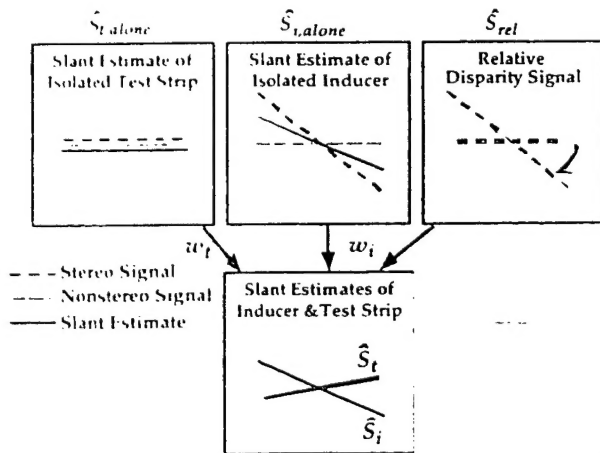 Ŝt,alone
Ŝi,alone
Ŝrel
Slant Estimate of
Isolated Test Strip
Slant Estimate of
Isolated Inducer
Relative
Disparity Signal
wt
wi
Stereo Signal
Nonstereo Signal
Slant Estimate
Slant Estimates of
Inducer & Test Strip
Ŝt
Ŝi